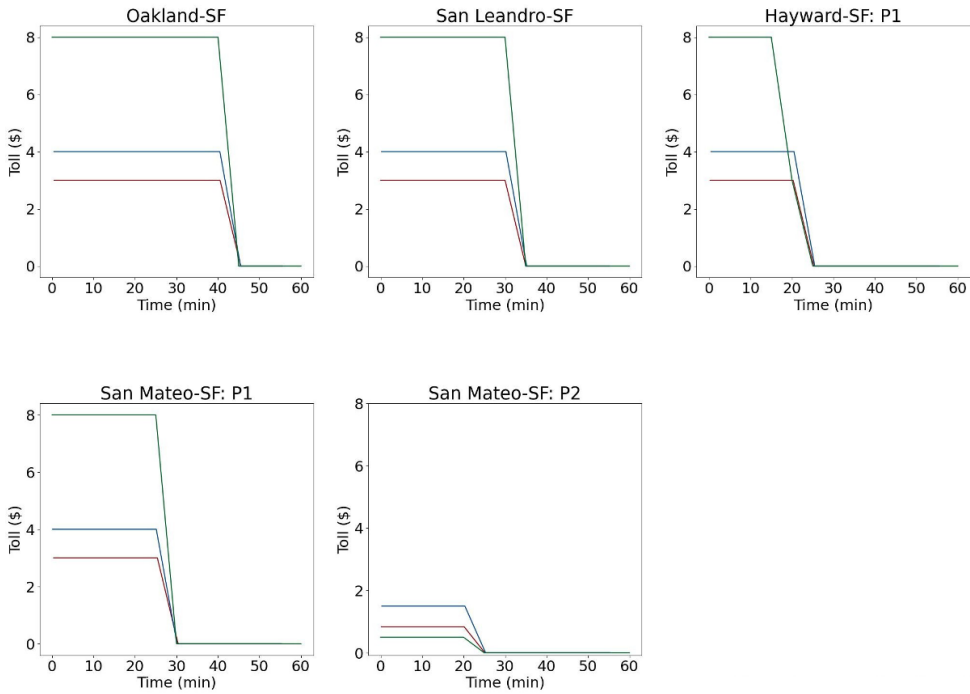 Oakland-SF
8
6
4
2
0
Toll ($)
0 10 20 30 40 50 60
Time (min)
San Leandro-SF
8
6
4
2
0
Toll ($)
0 10 20 30 40 50 60
Time (min)
Hayward-SF: P1
8
6
4
2
0
Toll ($)
0 10 20 30 40 50 60
Time (min)
San Mateo-SF: P1
8
6
4
2
0
Toll ($)
0 10 20 30 40 50 60
Time (min)
San Mateo-SF: P2
8
6
4
2
0
Toll ($)
0 10 20 30 40 50 60
Time (min)